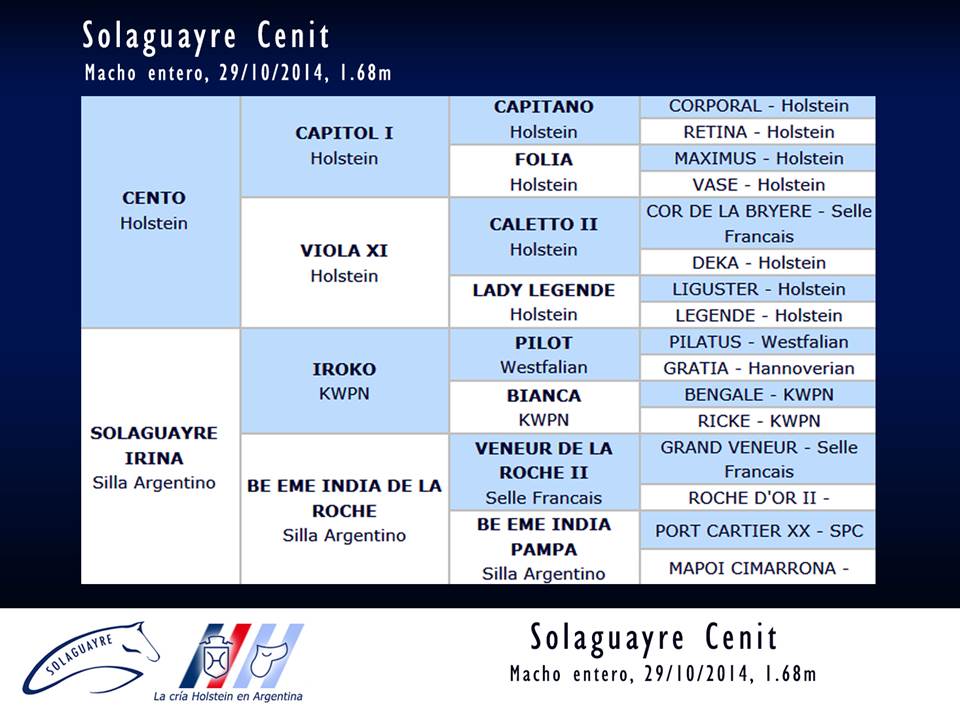 Solaguayre Cenit
Macho entero, 29/10/2014, 1.68m
CENTO
Holstein
CAPITOL I
Holstein
CAPITANO
Holstein
CORPORAL - Holstein
RETINA - Holstein
FOLIA
Holstein
MAXIMUS - Holstein
VASE - Holstein
VIOLA XI
Holstein
CALETTO II
Holstein
COR DE LA BRYERE - Selle
Francais
DEKA - Holstein
LADY LEGENDE
Holstein
LIGUSTER - Holstein
LEGENDE - Holstein
SOLAGUAYRE
IRINA
Silla Argentino
IROKO
KWPN
PILOT
Westfalian
PILATUS - Westfalian
GRATIA - Hannoverian
BIANCA
KWPN
BENGALE - KWPN
RICKE - KWPN
BE EME INDIA DE LA
ROCHE
Silla Argentino
VENEUR DE LA
ROCHE II
Selle Francais
GRAND VENEUR - Selle
Francais
ROCHE D'OR II -
BE EME INDIA
PAMPA
Silla Argentino
PORT CARTIER XX - SPC
MAPOI CIMARRONA -
SOLAGUAYRE
La cría Holstein en Argentina
Solaguayre Cenit
Macho entero, 29/10/2014, 1.68m